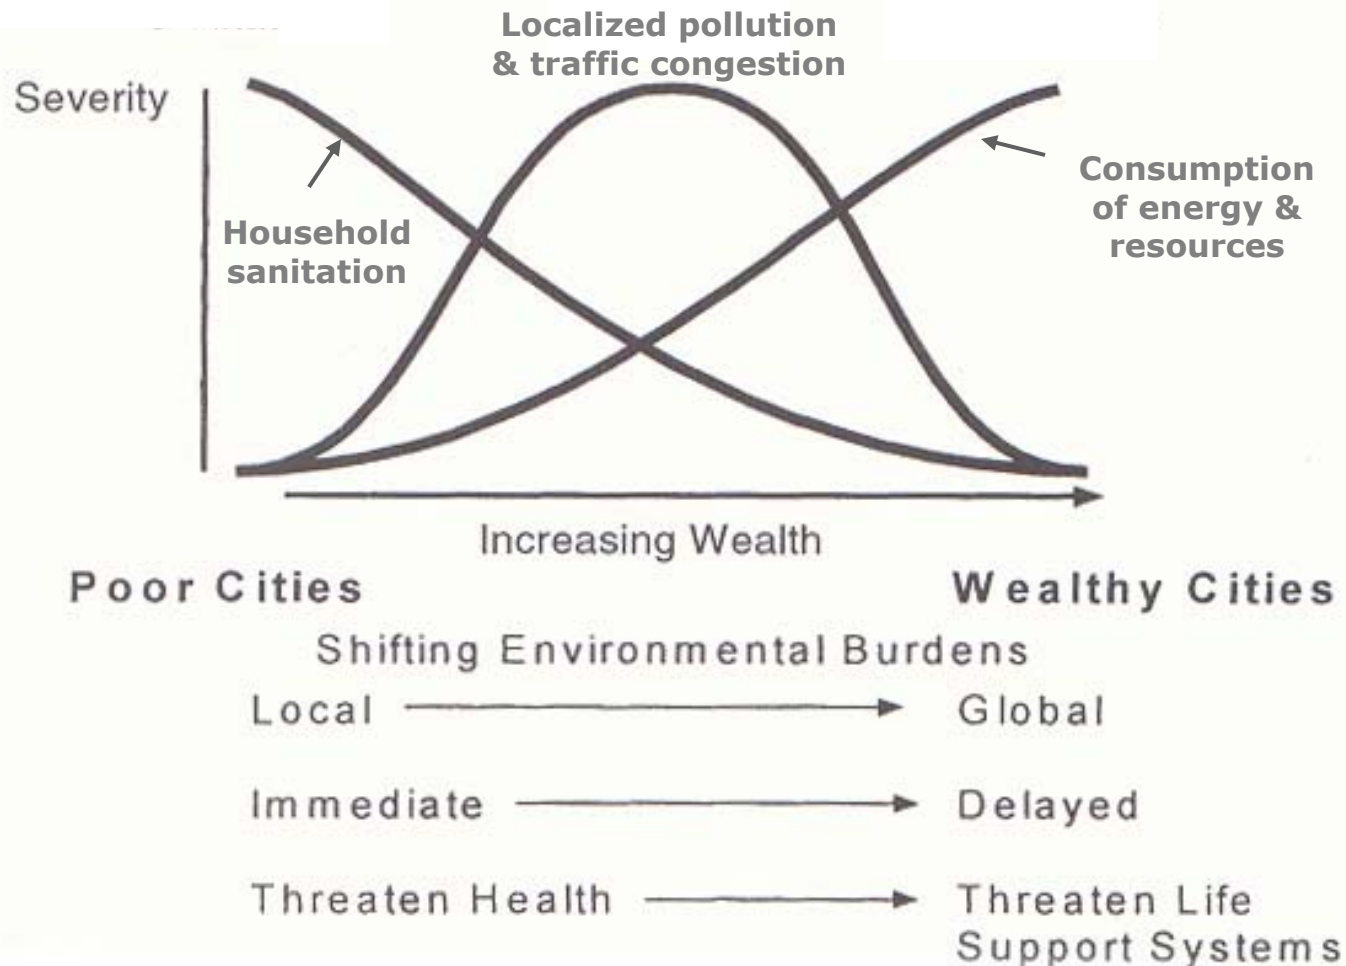 Localized pollution
& traffic congestion
Severity
Consumption
of energy &
resources
Household
sanitation
Increasing Wealth
Poor Cities
Wealthy Cities
Shifting Environmental Burdens
Local
Global
Immediate
Delayed
Threaten Health
Threaten Life
Support Systems